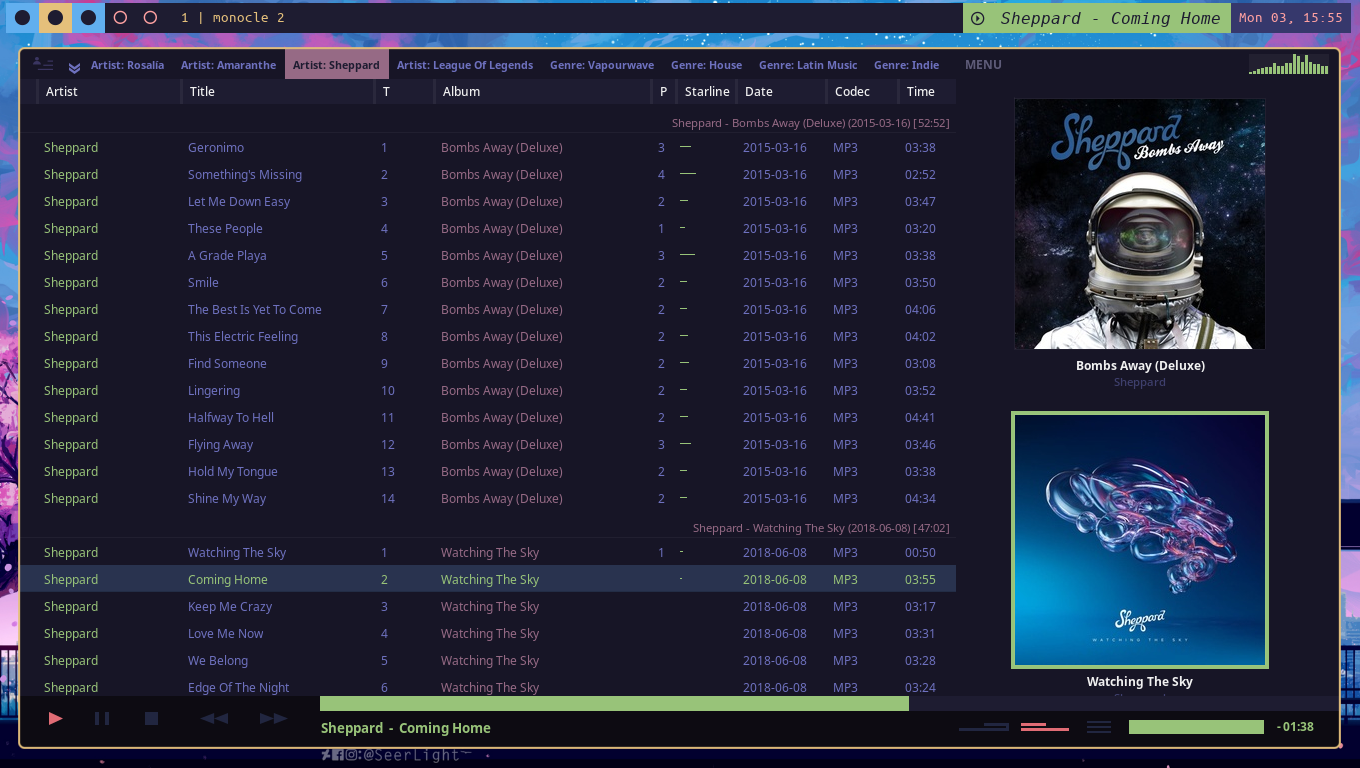 1 | monocle 2
Sheppard - Coming Home
Mon 03, 15:55
Artist: Rosalía Artist: Amaranthe Artist: Sheppard Artist: League Of Legends Genre: Vapourwave Genre: House Genre: Latin Music Genre: Indie
MENU
Artist Title T Album P Starline Date Codec Time
Sheppard - Bombs Away (Deluxe) (2015-03-16) [52:52]
Sheppard Geronimo 1 Bombs Away (Deluxe) 3 2015-03-16 MP3 03:38
Sheppard Something's Missing 2 Bombs Away (Deluxe) 4 2015-03-16 MP3 02:52
Sheppard Let Me Down Easy 3 Bombs Away (Deluxe) 2 2015-03-16 MP3 03:47
Sheppard These People 4 Bombs Away (Deluxe) 1 2015-03-16 MP3 03:20
Sheppard A Grade Playa 5 Bombs Away (Deluxe) 3 2015-03-16 MP3 03:38
Sheppard Smile 6 Bombs Away (Deluxe) 2 2015-03-16 MP3 03:50
Sheppard The Best Is Yet To Come 7 Bombs Away (Deluxe) 2 2015-03-16 MP3 04:06
Sheppard This Electric Feeling 8 Bombs Away (Deluxe) 2 2015-03-16 MP3 04:02
Sheppard Find Someone 9 Bombs Away (Deluxe) 2 2015-03-16 MP3 03:08
Sheppard Lingering 10 Bombs Away (Deluxe) 2 2015-03-16 MP3 03:52
Sheppard Halfway To Hell 11 Bombs Away (Deluxe) 2 2015-03-16 MP3 04:41
Sheppard Flying Away 12 Bombs Away (Deluxe) 3 2015-03-16 MP3 03:46
Sheppard Hold My Tongue 13 Bombs Away (Deluxe) 2 2015-03-16 MP3 03:38
Sheppard Shine My Way 14 Bombs Away (Deluxe) 2 2015-03-16 MP3 04:34
Sheppard - Watching The Sky (2018-06-08) [47:02]
Sheppard Watching The Sky 1 Watching The Sky 1 2018-06-08 MP3 00:50
Sheppard Coming Home 2 Watching The Sky 2018-06-08 MP3 03:55
Sheppard Keep Me Crazy 3 Watching The Sky 2018-06-08 MP3 03:17
Sheppard Love Me Now 4 Watching The Sky 2018-06-08 MP3 03:31
Sheppard We Belong 5 Watching The Sky 2018-06-08 MP3 03:28
Sheppard Edge Of The Night 6 Watching The Sky 2018-06-08 MP3 03:24
Sheppard
Bombs Away
Bombs Away (Deluxe)
Sheppard
Sheppard
WATCHING THE SKY
Watching The Sky
Sheppard - Coming Home
-01:38
:@SeerLight